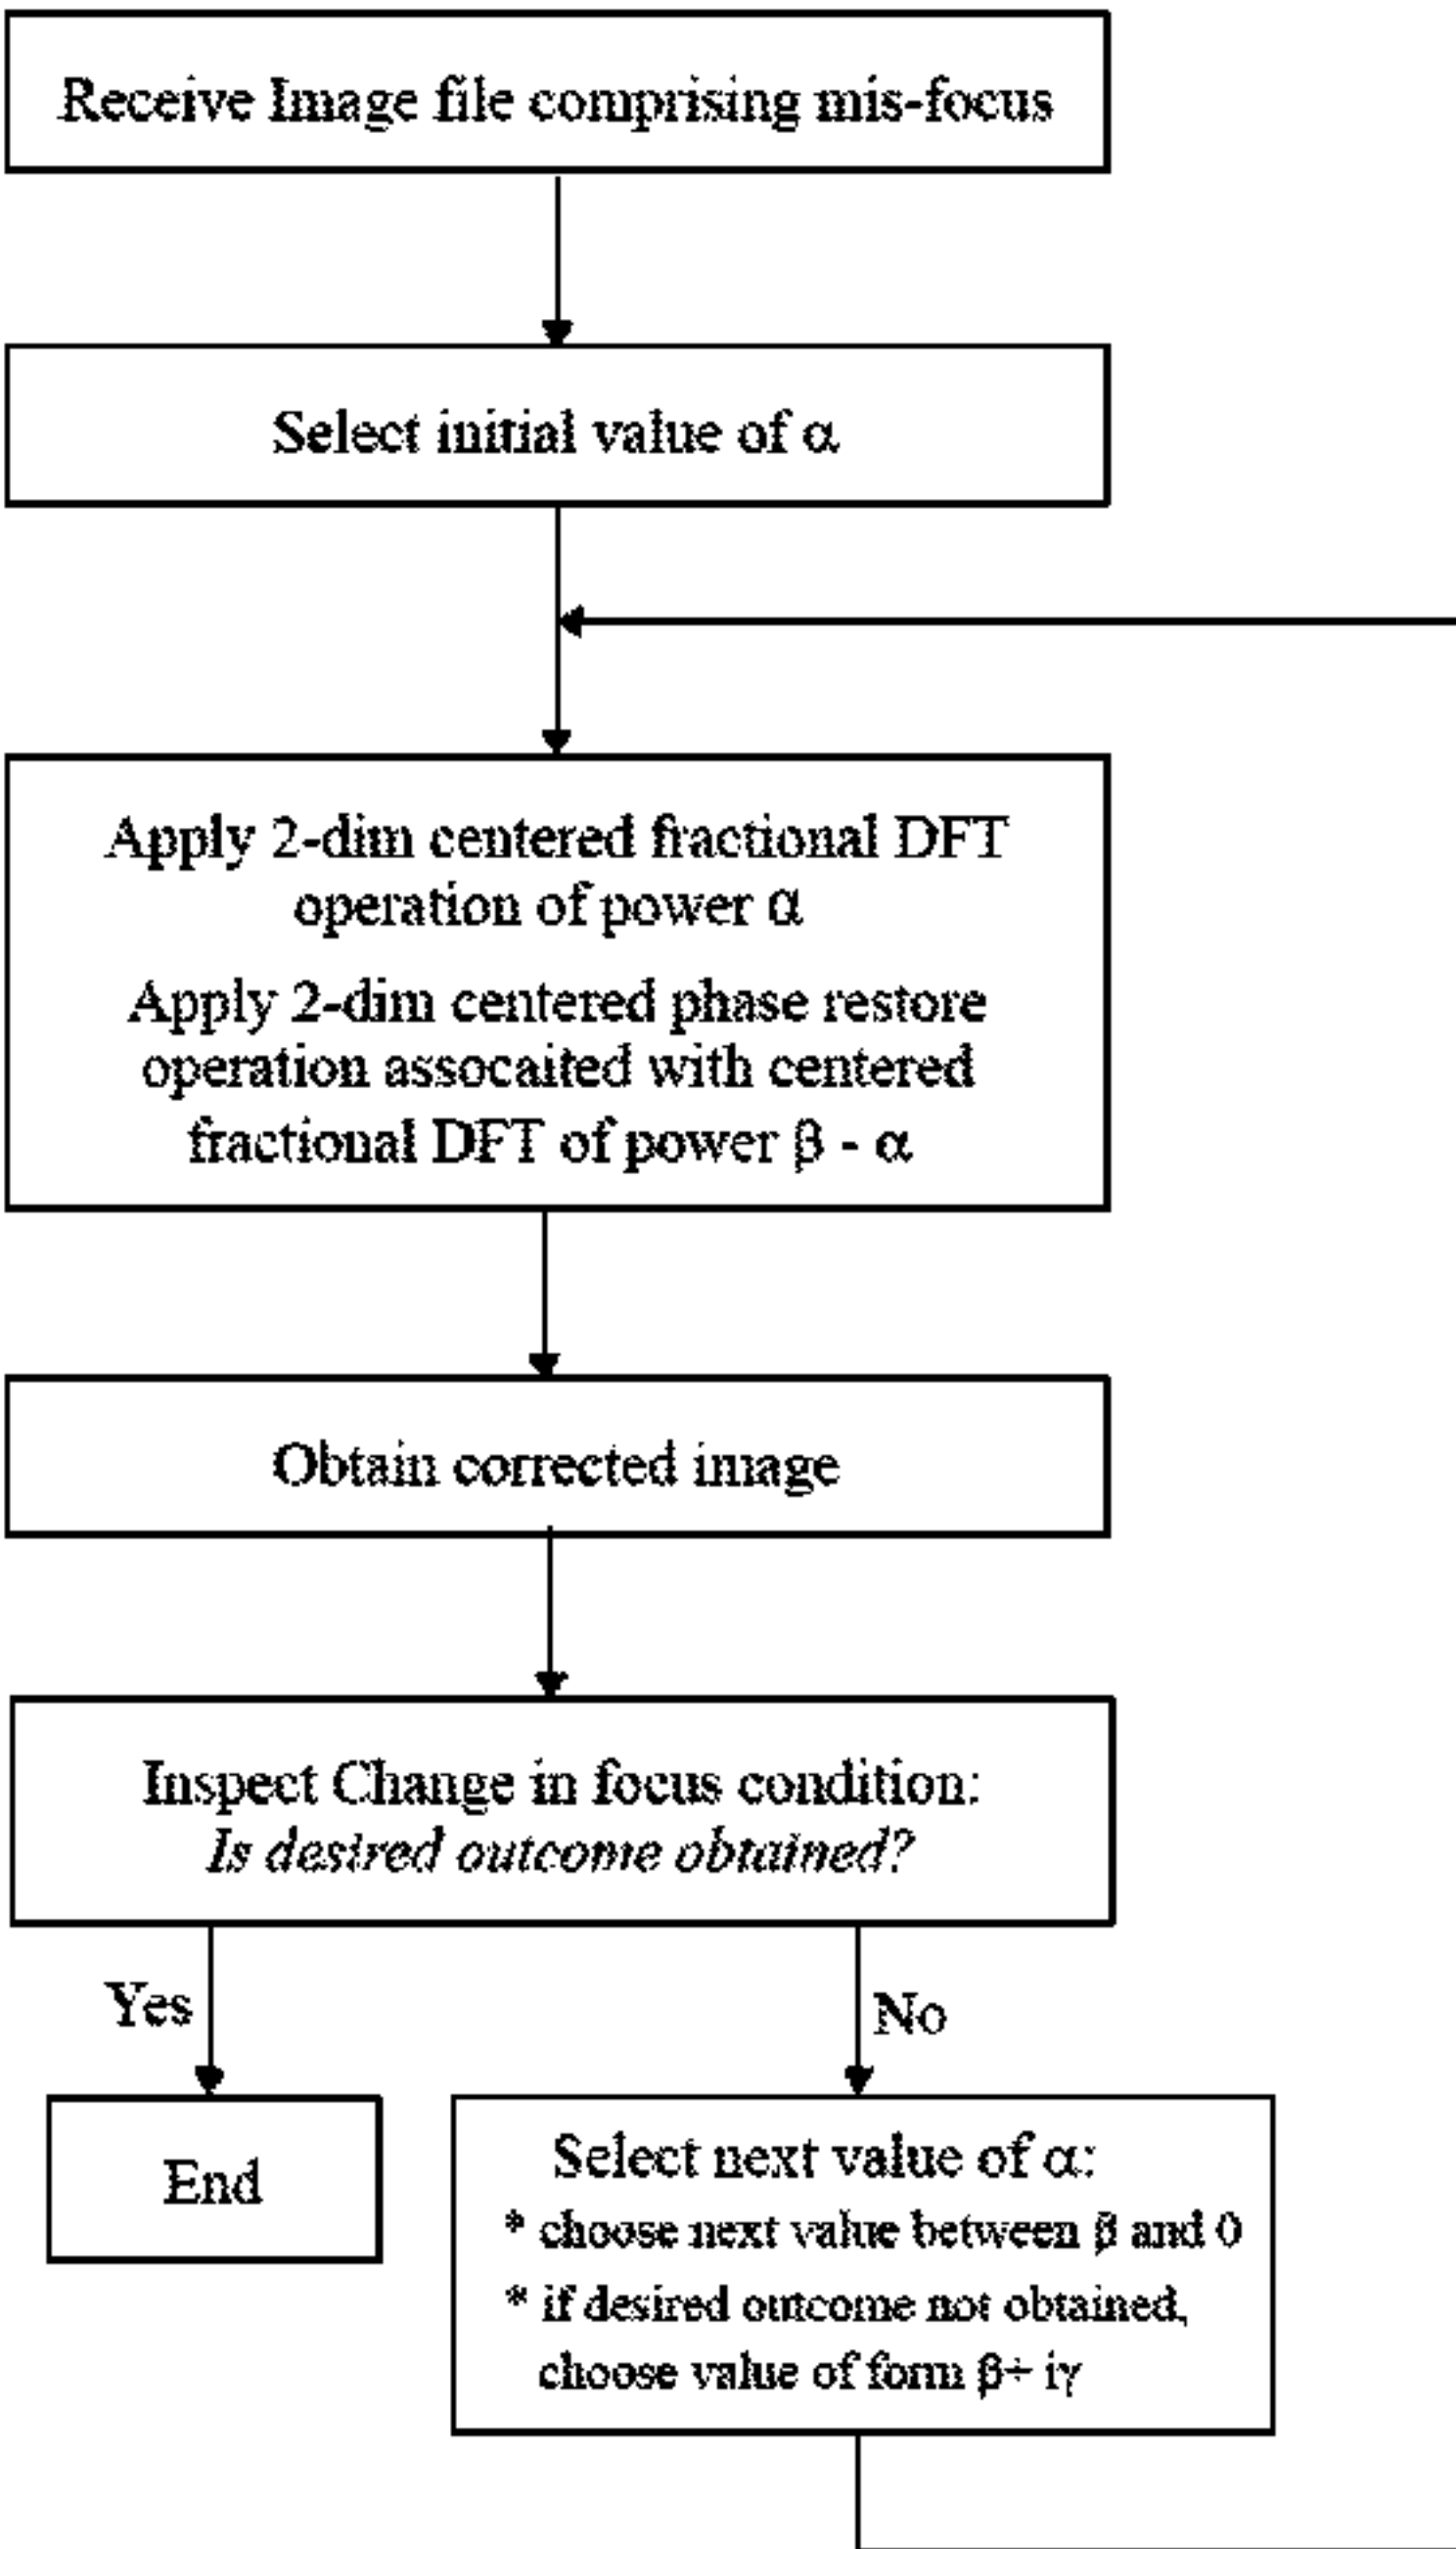 Receive Image file comprising mis-focus
Select initial value of α
Apply 2-dim centered fractional DFT
operation of power α
Apply 2-dim centered phase restore
operation assocaited with centered
fractional DFT of power β - α
Obtain corrected image
Inspect Change in focus condition:
Is desired outcome obtained?
Yes
No
End
Select next value of α:
* choose next value between β and 0
* if desired outcome not obtained,
choose value of form β+ iγ